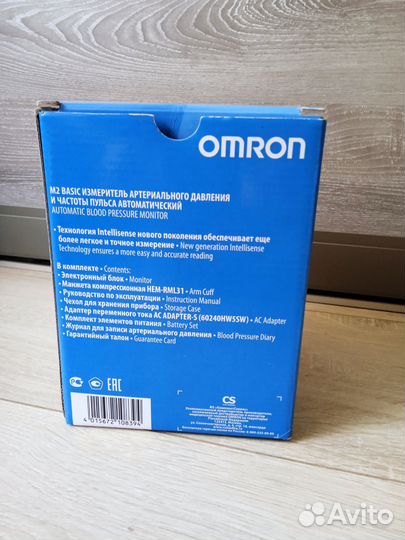 OMRON
M2 BASIC ИЗМЕРИТЕЛЬ АРТЕРИАЛЬНОГО ДАВЛЕНИЯ
И ЧАСТОТЫ ПУЛЬСА АВТОМАТИЧЕСКИЙ
AUTOMATIC BLOOD PRESSURE MONITOR
• Технология Intellisense нового поколения обеспечивает еще
более легкое и точное измерение • New generation Intellisense
Technology ensures a more easy and accurate reading
В комплекте • Contents:
• Электронный блок • Monitor
• Манжета компрессионная HEM-RML31 • Arm Cuff
• Руководство по эксплуатации • Instruction Manual
• Чехол для хранения прибора • Storage Case
• Адаптер переменного тока AC ADAPTER-S (60240HW5SW) • AC Adapter
• Комплект элементов питания • Battery Set
• Журнал для записи артериального давления • Blood Pressure Diary
• Гарантийный талон • Guarantee Card
EAC
4 015672 108394
CS
Avito